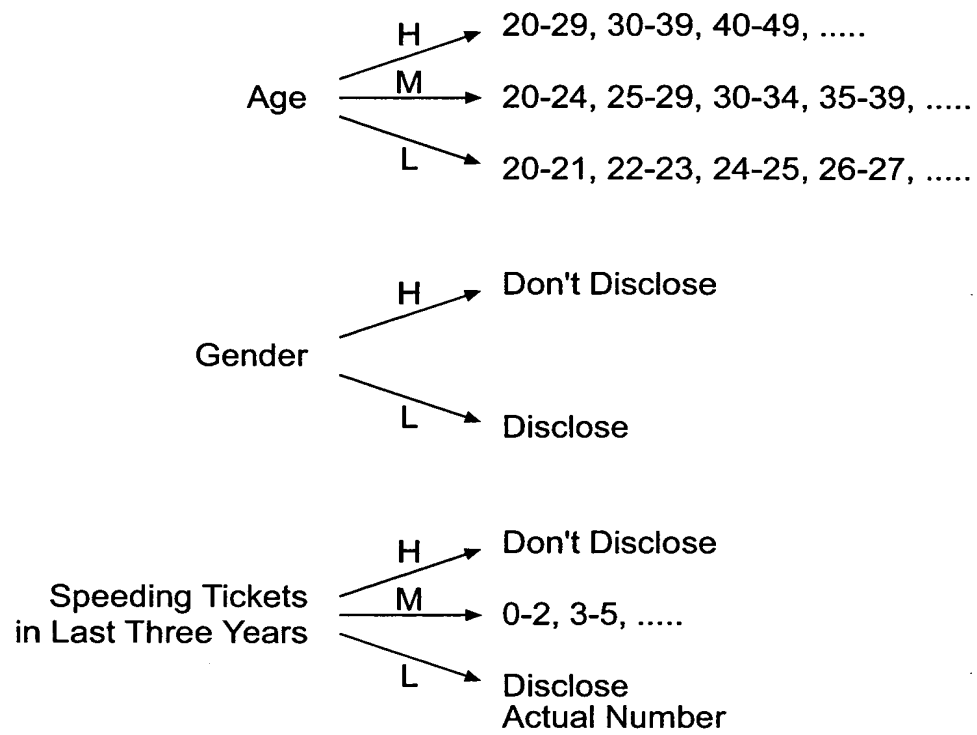 H
20-29, 30-39, 40-49, .....
Age
M
20-24, 25-29, 30-34, 35-39, .....
L
20-21, 22-23, 24-25, 26-27, .....
H
Don't Disclose
Gender
L
Disclose
H
Don't Disclose
Speeding Tickets
in Last Three Years
M
0-2, 3-5, .....
L
Disclose
Actual Number